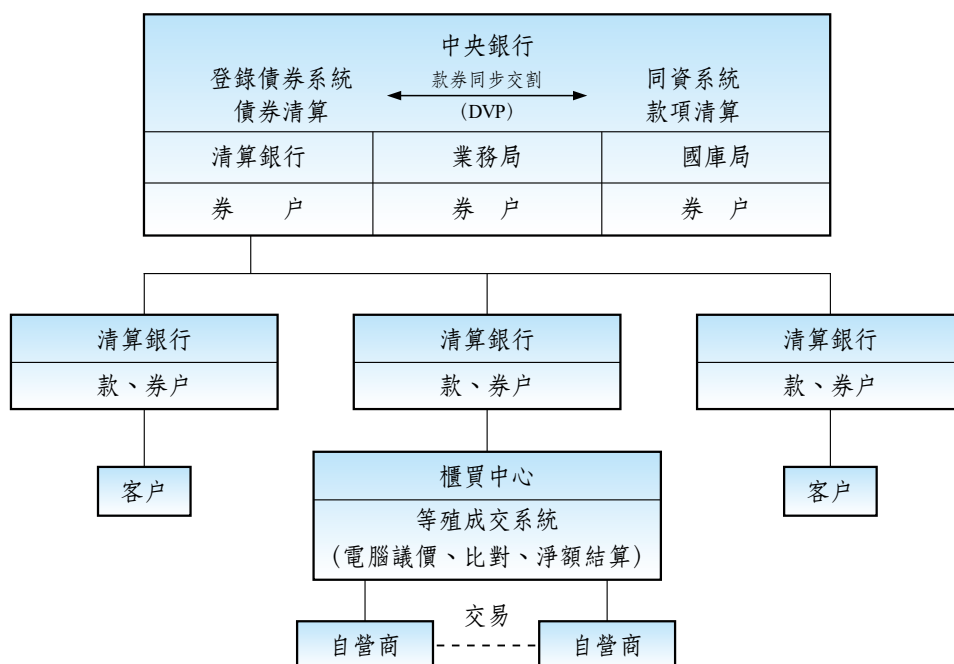 中央銀行
登錄債券系統 款券同步交割 同資系統
債券清算 (DVP) 款項清算
清算銀行 業務局 國庫局
券 戶 券 戶 券 戶
清算銀行 清算銀行 清算銀行
款、券戶 款、券戶 款、券戶
客戶 櫃買中心 客戶
等殖成交系統
(電腦議價、比對、淨額結算)
交易
自營商 自營商